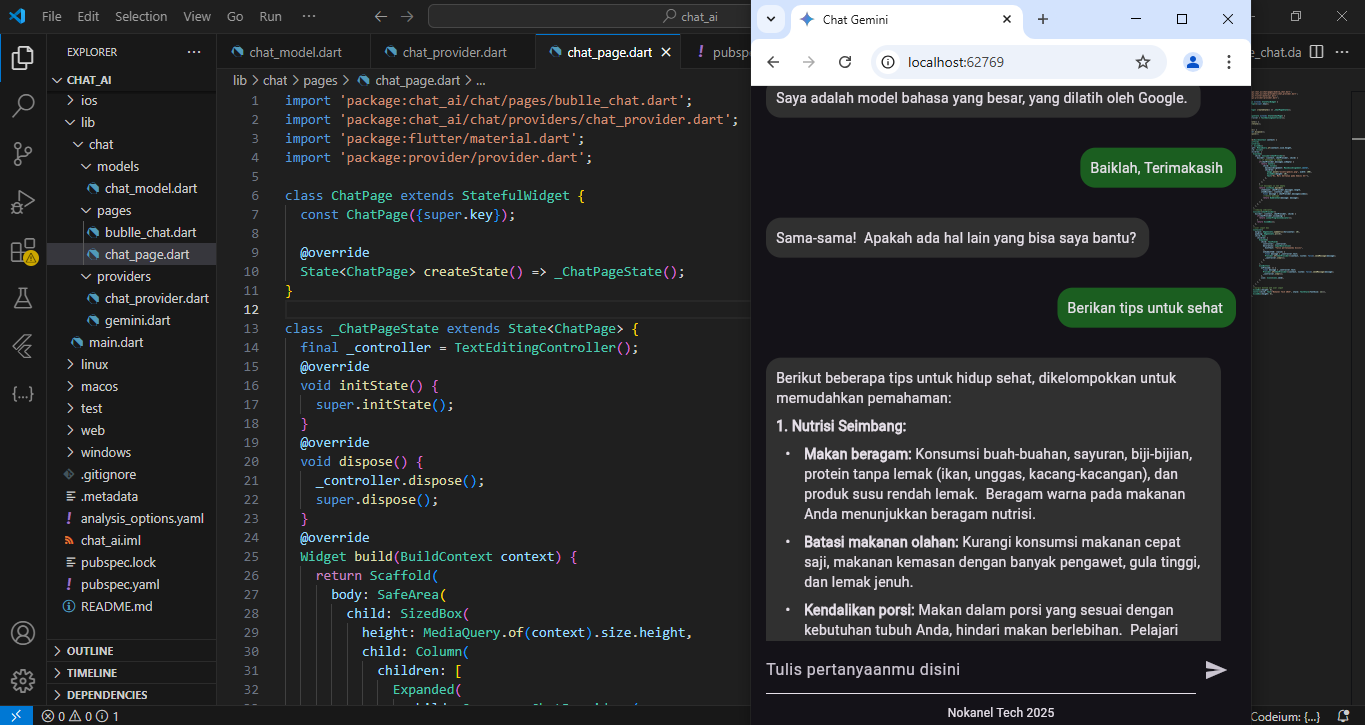 File Edit Selection View Go Run ··· chat_ai
EXPLORER
CHAT_AI
ios
lib
chat
models
chat_model.dart
pages
bublle_chat.dart
chat_page.dart
providers
chat_provider.dart
gemini.dart
main.dart
linux
macos
test
web
windows
.gitignore
.metadata
analysis_options.yaml
chat_ai.iml
pubspec.lock
pubspec.yaml
README.md
OUTLINE
TIMELINE
DEPENDENCIES
chat_model.dart chat_provider.dart chat_page.dart pubsp
e_chat.da
lib > chat > pages > chat_page.dart > ...
1 import 'package:chat_ai/chat/pages/bublle_chat.dart';
2 import 'package:chat_ai/chat/providers/chat_provider.dart';
3 import 'package:flutter/material.dart';
4 import 'package:provider/provider.dart';
5
6 class ChatPage extends StatefulWidget {
7 const ChatPage({super.key});
8
9 @override
10 State<ChatPage> createState() => _ChatPageState();
11 }
12
13 class _ChatPageState extends State<ChatPage> {
14 final _controller = TextEditingController();
15 @override
16 void initState() {
17 super.initState();
18 }
19 @override
20 void dispose() {
21 _controller.dispose();
22 super.dispose();
23 }
24 @override
25 Widget build(BuildContext context) {
26 return Scaffold(
27 body: SafeArea(
28 child: SizedBox(
29 height: MediaQuery.of(context).size.height,
30 child: Column(
31 children: [
32 Expanded(
0 0 1
Codeium: {...}
Chat Gemini
localhost:62769
Saya adalah model bahasa yang besar, yang dilatih oleh Google.
Baiklah, Terimakasih
Sama-sama! Apakah ada hal lain yang bisa saya bantu?
Berikan tips untuk sehat
Berikut beberapa tips untuk hidup sehat, dikelompokkan untuk
memudahkan pemahaman:
1. Nutrisi Seimbang:
• Makan beragam: Konsumsi buah-buahan, sayuran, biji-bijian,
protein tanpa lemak (ikan, unggas, kacang-kacangan), dan
produk susu rendah lemak. Beragam warna pada makanan
Anda menunjukkan beragam nutrisi.
• Batasi makanan olahan: Kurangi konsumsi makanan cepat
saji, makanan kemasan dengan banyak pengawet, gula tinggi,
dan lemak jenuh.
• Kendalikan porsi: Makan dalam porsi yang sesuai dengan
kebutuhan tubuh Anda, hindari makan berlebihan. Pelajari
Tulis pertanyaanmu disini
Nokanel Tech 2025